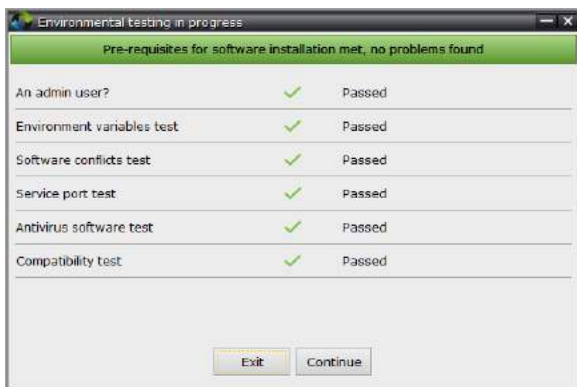 Environmental testing in progress
Pre-requisites for software installation met, no problems found
An admin user? Passed
Environment variables test Passed
Software conflicts test Passed
Service port test Passed
Antivirus software test Passed
Compatibility test Passed
Exit Continue